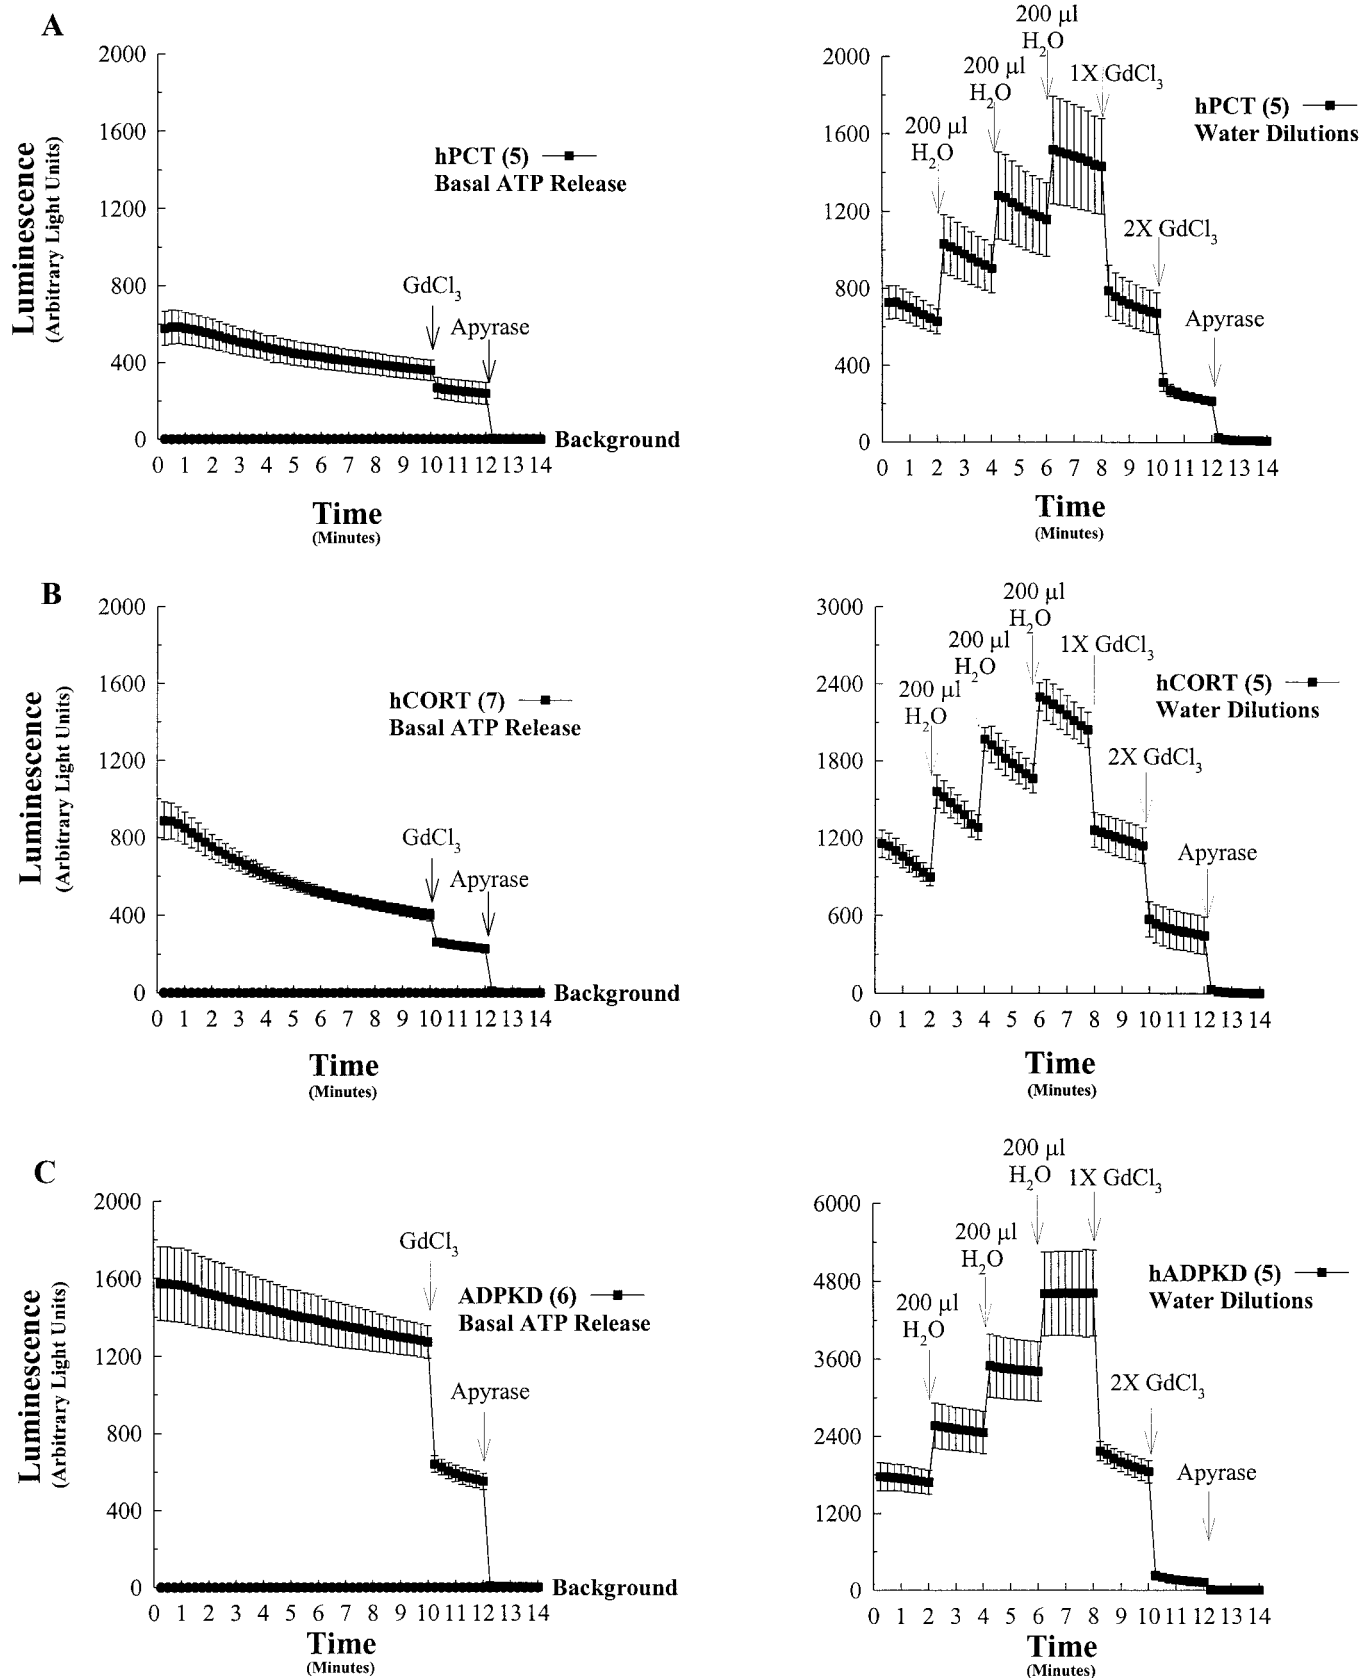 A
2000
1600
1200
800
400
0
Luminescence
(Arbitrary Light Units)
hPCT (5)
Basal ATP Release
GdCl3
Apyrase
Background
0 1 2 3 4 5 6 7 8 9 10 11 12 13 14
Time
(Minutes)
200 µl
H2O
200 µl
H2O
200 µl
H2O
1X GdCl3
2X GdCl3
Apyrase
hPCT (5)
Water Dilutions
2000
1600
1200
800
400
0
0 1 2 3 4 5 6 7 8 9 10 11 12 13 14
Time
(Minutes)
B
2000
1600
1200
800
400
0
Luminescence
(Arbitrary Light Units)
hCORT (7)
Basal ATP Release
GdCl3
Apyrase
Background
0 1 2 3 4 5 6 7 8 9 10 11 12 13 14
Time
(Minutes)
200 µl
H2O
200 µl
H2O
200 µl
H2O
1X GdCl3
2X GdCl3
Apyrase
hCORT (5)
Water Dilutions
3000
2400
1800
1200
600
0
0 1 2 3 4 5 6 7 8 9 10 11 12 13 14
Time
(Minutes)
C
2000
1600
1200
800
400
0
Luminescence
(Arbitrary Light Units)
GdCl3
ADPKD (6)
Basal ATP Release
Apyrase
Background
0 1 2 3 4 5 6 7 8 9 10 11 12 13 14
Time
(Minutes)
200 µl
H2O
200 µl
H2O
200 µl
H2O
1X GdCl3
2X GdCl3
Apyrase
hADPKD (5)
Water Dilutions
6000
4800
3600
2400
1200
0
0 1 2 3 4 5 6 7 8 9 10 11 12 13 14
Time
(Minutes)